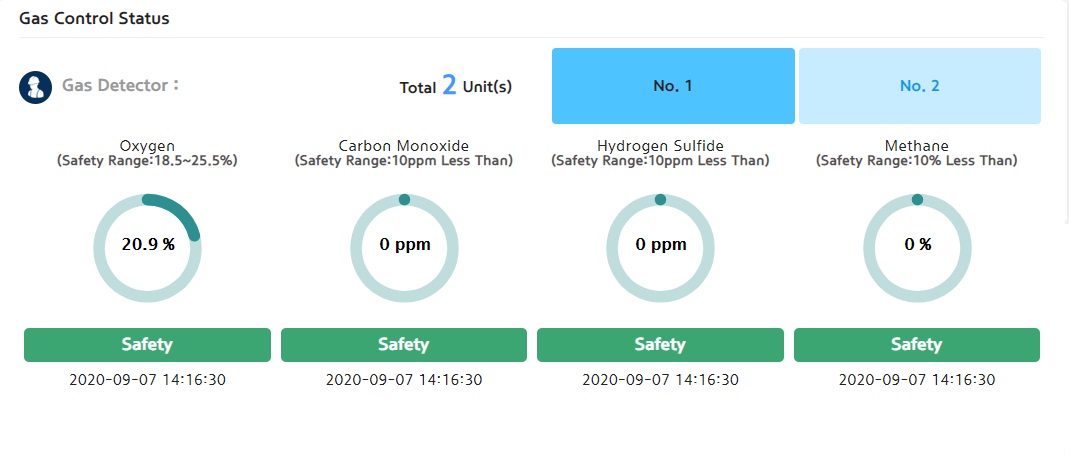 Gas Control Status
Gas Detector :
Total 2 Unit(s)
No. 1
No. 2
Oxygen
(Safety Range:18.5~25.5%)
Carbon Monoxide
(Safety Range:10ppm Less Than)
Hydrogen Sulfide
(Safety Range:10ppm Less Than)
Methane
(Safety Range:10% Less Than)
20.9 %
0 ppm
0 ppm
0 %
Safety
Safety
Safety
Safety
2020-09-07 14:16:30
2020-09-07 14:16:30
2020-09-07 14:16:30
2020-09-07 14:16:30